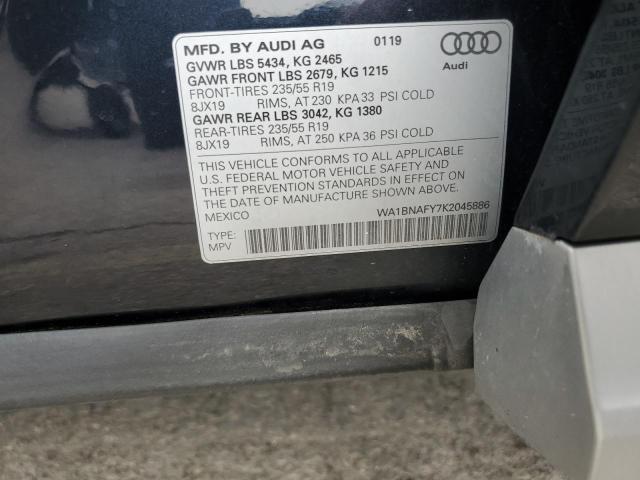 MFD. BY AUDI AG 01 19
GVWR LBS 5434, KG 2465
GAWR FRONT LBS 2679, KG 1215
FRONT-TIRES 235/55 R19
8JX19 RIMS, AT 230 KPA 33 PSI COLD
GAWR REAR LBS 3042, KG 1380
REAR-TIRES 235/55 R19
8JX19 RIMS, AT 250 KPA 36 PSI COLD
Audi
THIS VEHICLE CONFORMS TO ALL APPLICABLE
U.S. FEDERAL MOTOR VEHICLE SAFETY AND
THEFT PREVENTION STANDARDS IN EFFECT ON
THE DATE OF MANUFACTURE SHOWN ABOVE.
MEXICO WA1BNAFY7K2045886
TYPE:
MPV